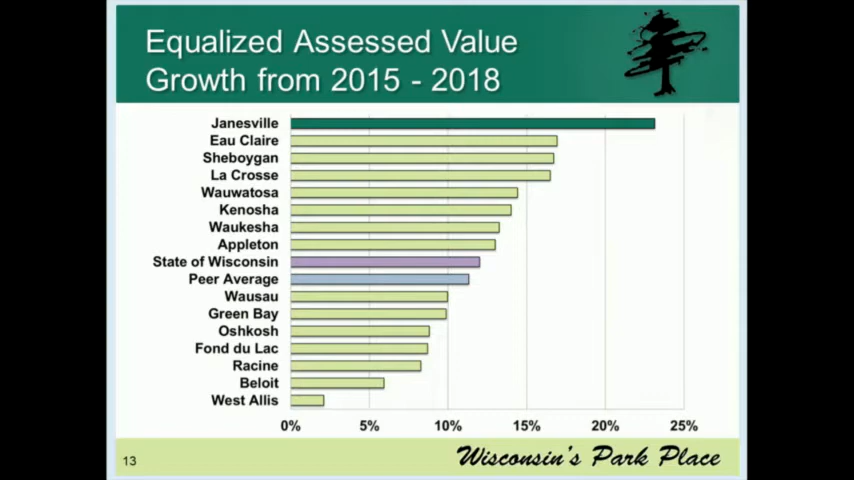 Equalized Assessed Value
Growth from 2015 - 2018
Janesville
Eau Claire
Sheboygan
La Crosse
Wauwatosa
Kenosha
Waukesha
Appleton
State of Wisconsin
Peer Average
Wausau
Green Bay
Oshkosh
Fond du Lac
Racine
Beloit
West Allis
0% 5% 10% 15% 20% 25%
13
Wisconsin's Park Place